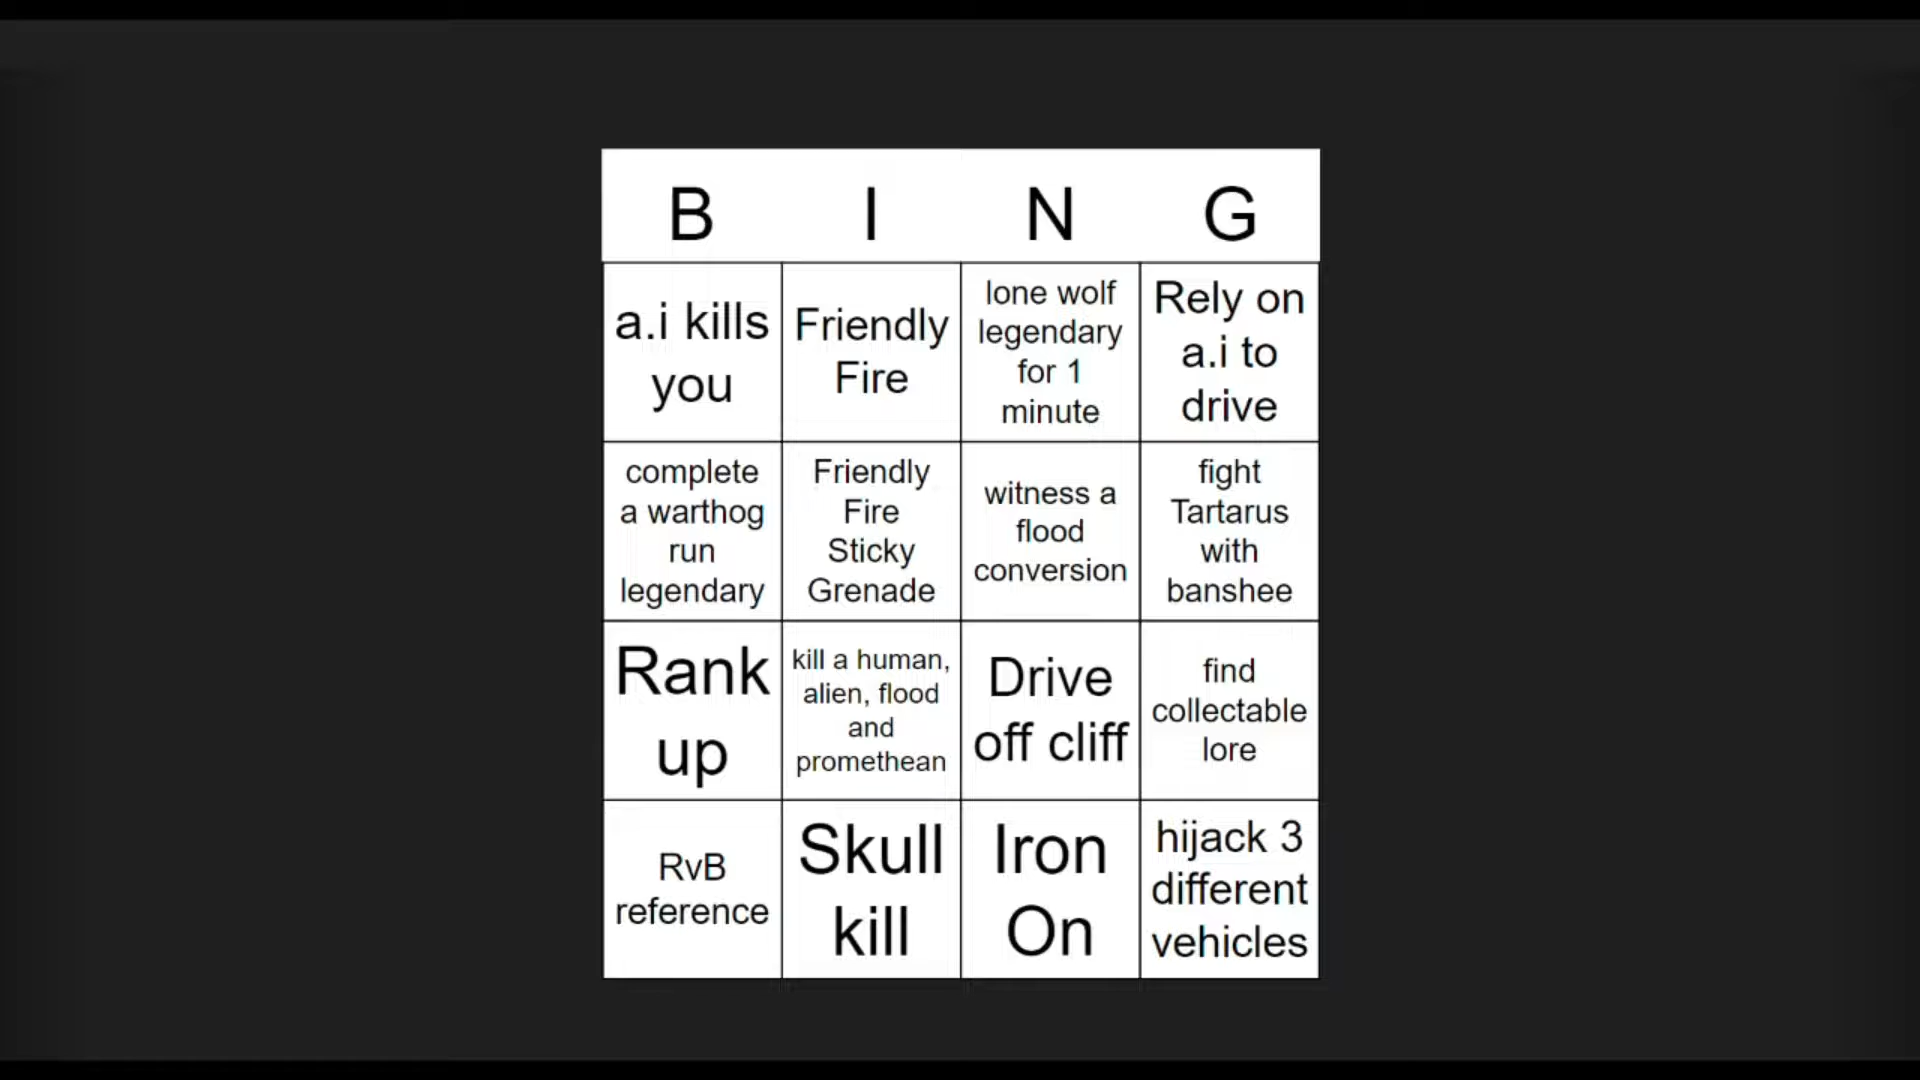 B I N G
a.i kills
you
Friendly
Fire
lone wolf
legendary
for 1
minute
Rely on
a.i to
drive
complete
a warthog
run
legendary
Friendly
Fire
Sticky
Grenade
witness a
flood
conversion
fight
Tartarus
with
banshee
Rank
up
kill a human,
alien, flood
and
promethean
Drive
off cliff
find
collectable
lore
RvB
reference
Skull
kill
Iron
On
hijack 3
different
vehicles